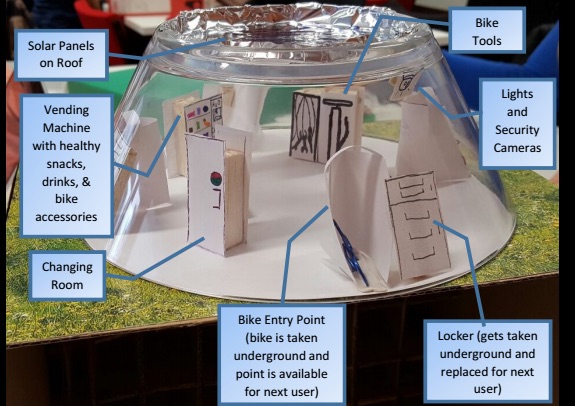 Solar Panels
on Roof
Bike
Tools
Vending
Machine
with healthy
snacks,
drinks, &
bike
accessories
Lights
and
Security
Cameras
Changing
Room
Bike Entry Point
(bike is taken
underground and
point is available
for next user)
Locker (gets taken
underground and
replaced for next
user)